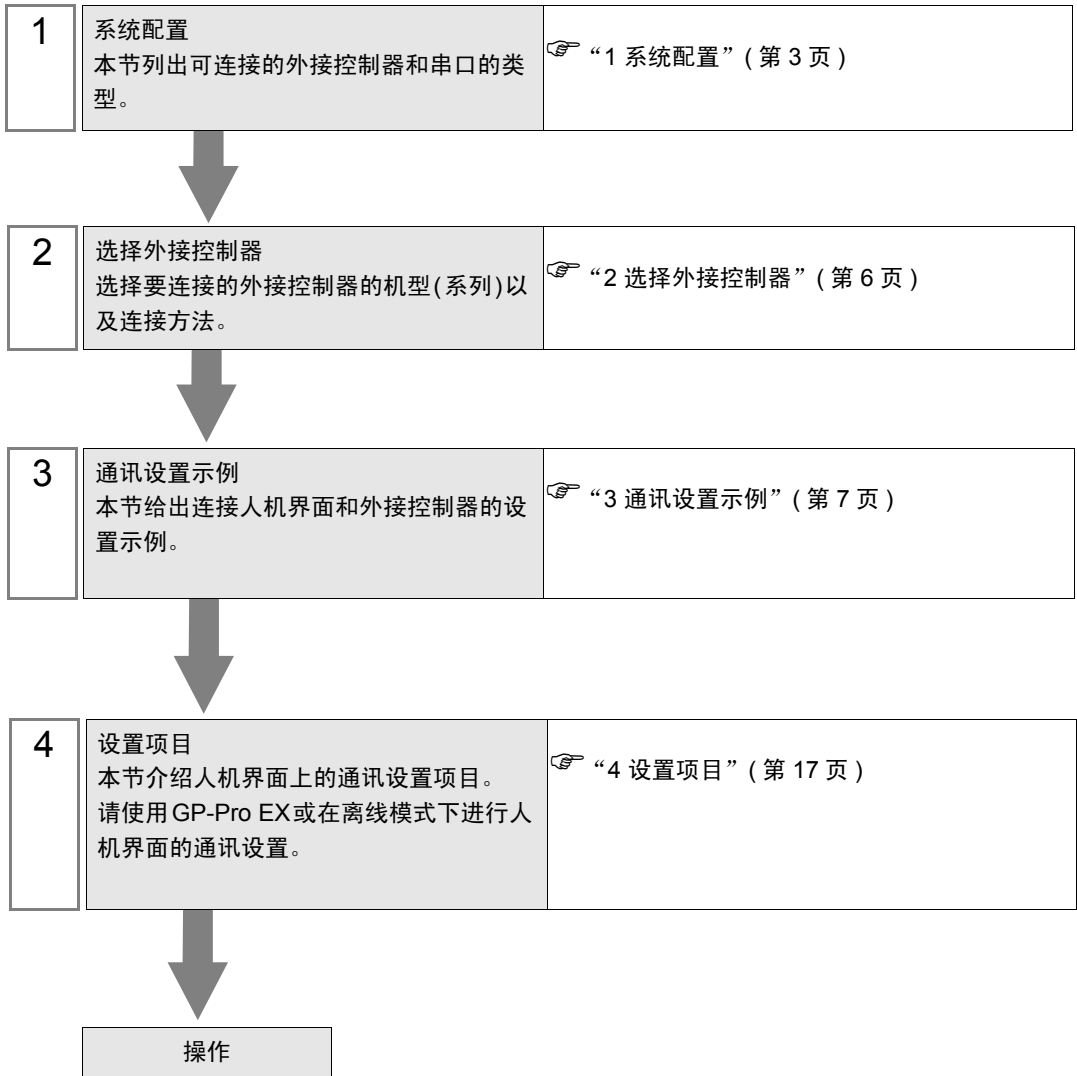 1
系统配置
本节列出可连接的外接控制器和串口的类
型。
☞ “1 系统配置” ( 第 3 页 )
2
选择外接控制器
选择要连接的外接控制器的机型(系列)以
及连接方法。
☞ “2 选择外接控制器” ( 第 6 页 )
3
通讯设置示例
本节给出连接人机界面和外接控制器的设
置示例。
☞ “3 通讯设置示例” ( 第 7 页 )
4
设置项目
本节介绍人机界面上的通讯设置项目。
请使用GP-Pro EX或在离线模式下进行人
机界面的通讯设置。
☞ “4 设置项目” ( 第 17 页 )
操作